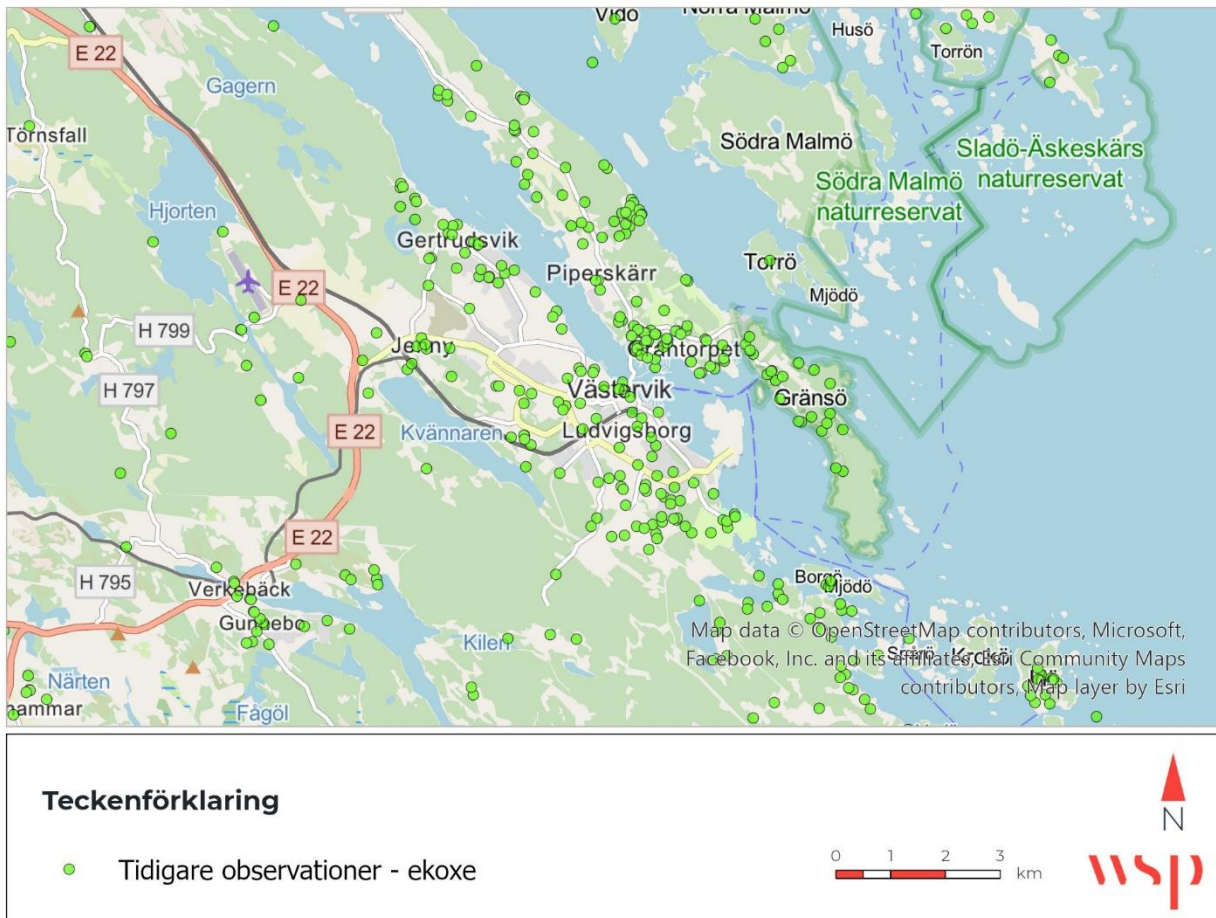 Vidö
Norra Malmö
Husö
E 22
Torrön
Gagern
Törnsfall
Södra Malmö
Sladö-Äskeskärs
naturreservat
Södra Malmö
naturreservat
Hjorten
Gertrudsvik
Piperskärr
Torrö
Mjödö
E 22
H 799
Jenny
Grantorpet
H 797
Västervik
Gränsö
E 22
Kvännaren
Ludvigsborg
E 22
H 795
Verkebäck
Borgö
Mjödö
Gunnebo
Kilen
Map data © OpenStreetMap contributors, Microsoft,
Facebook, Inc. and its affiliates, Esri Community Maps
contributors, Map layer by Esri
Krokö
Närten
hammar
Fågöl
Teckenförklaring
Tidigare observationer - ekoxe
N
0 1 2 3
km
wsp